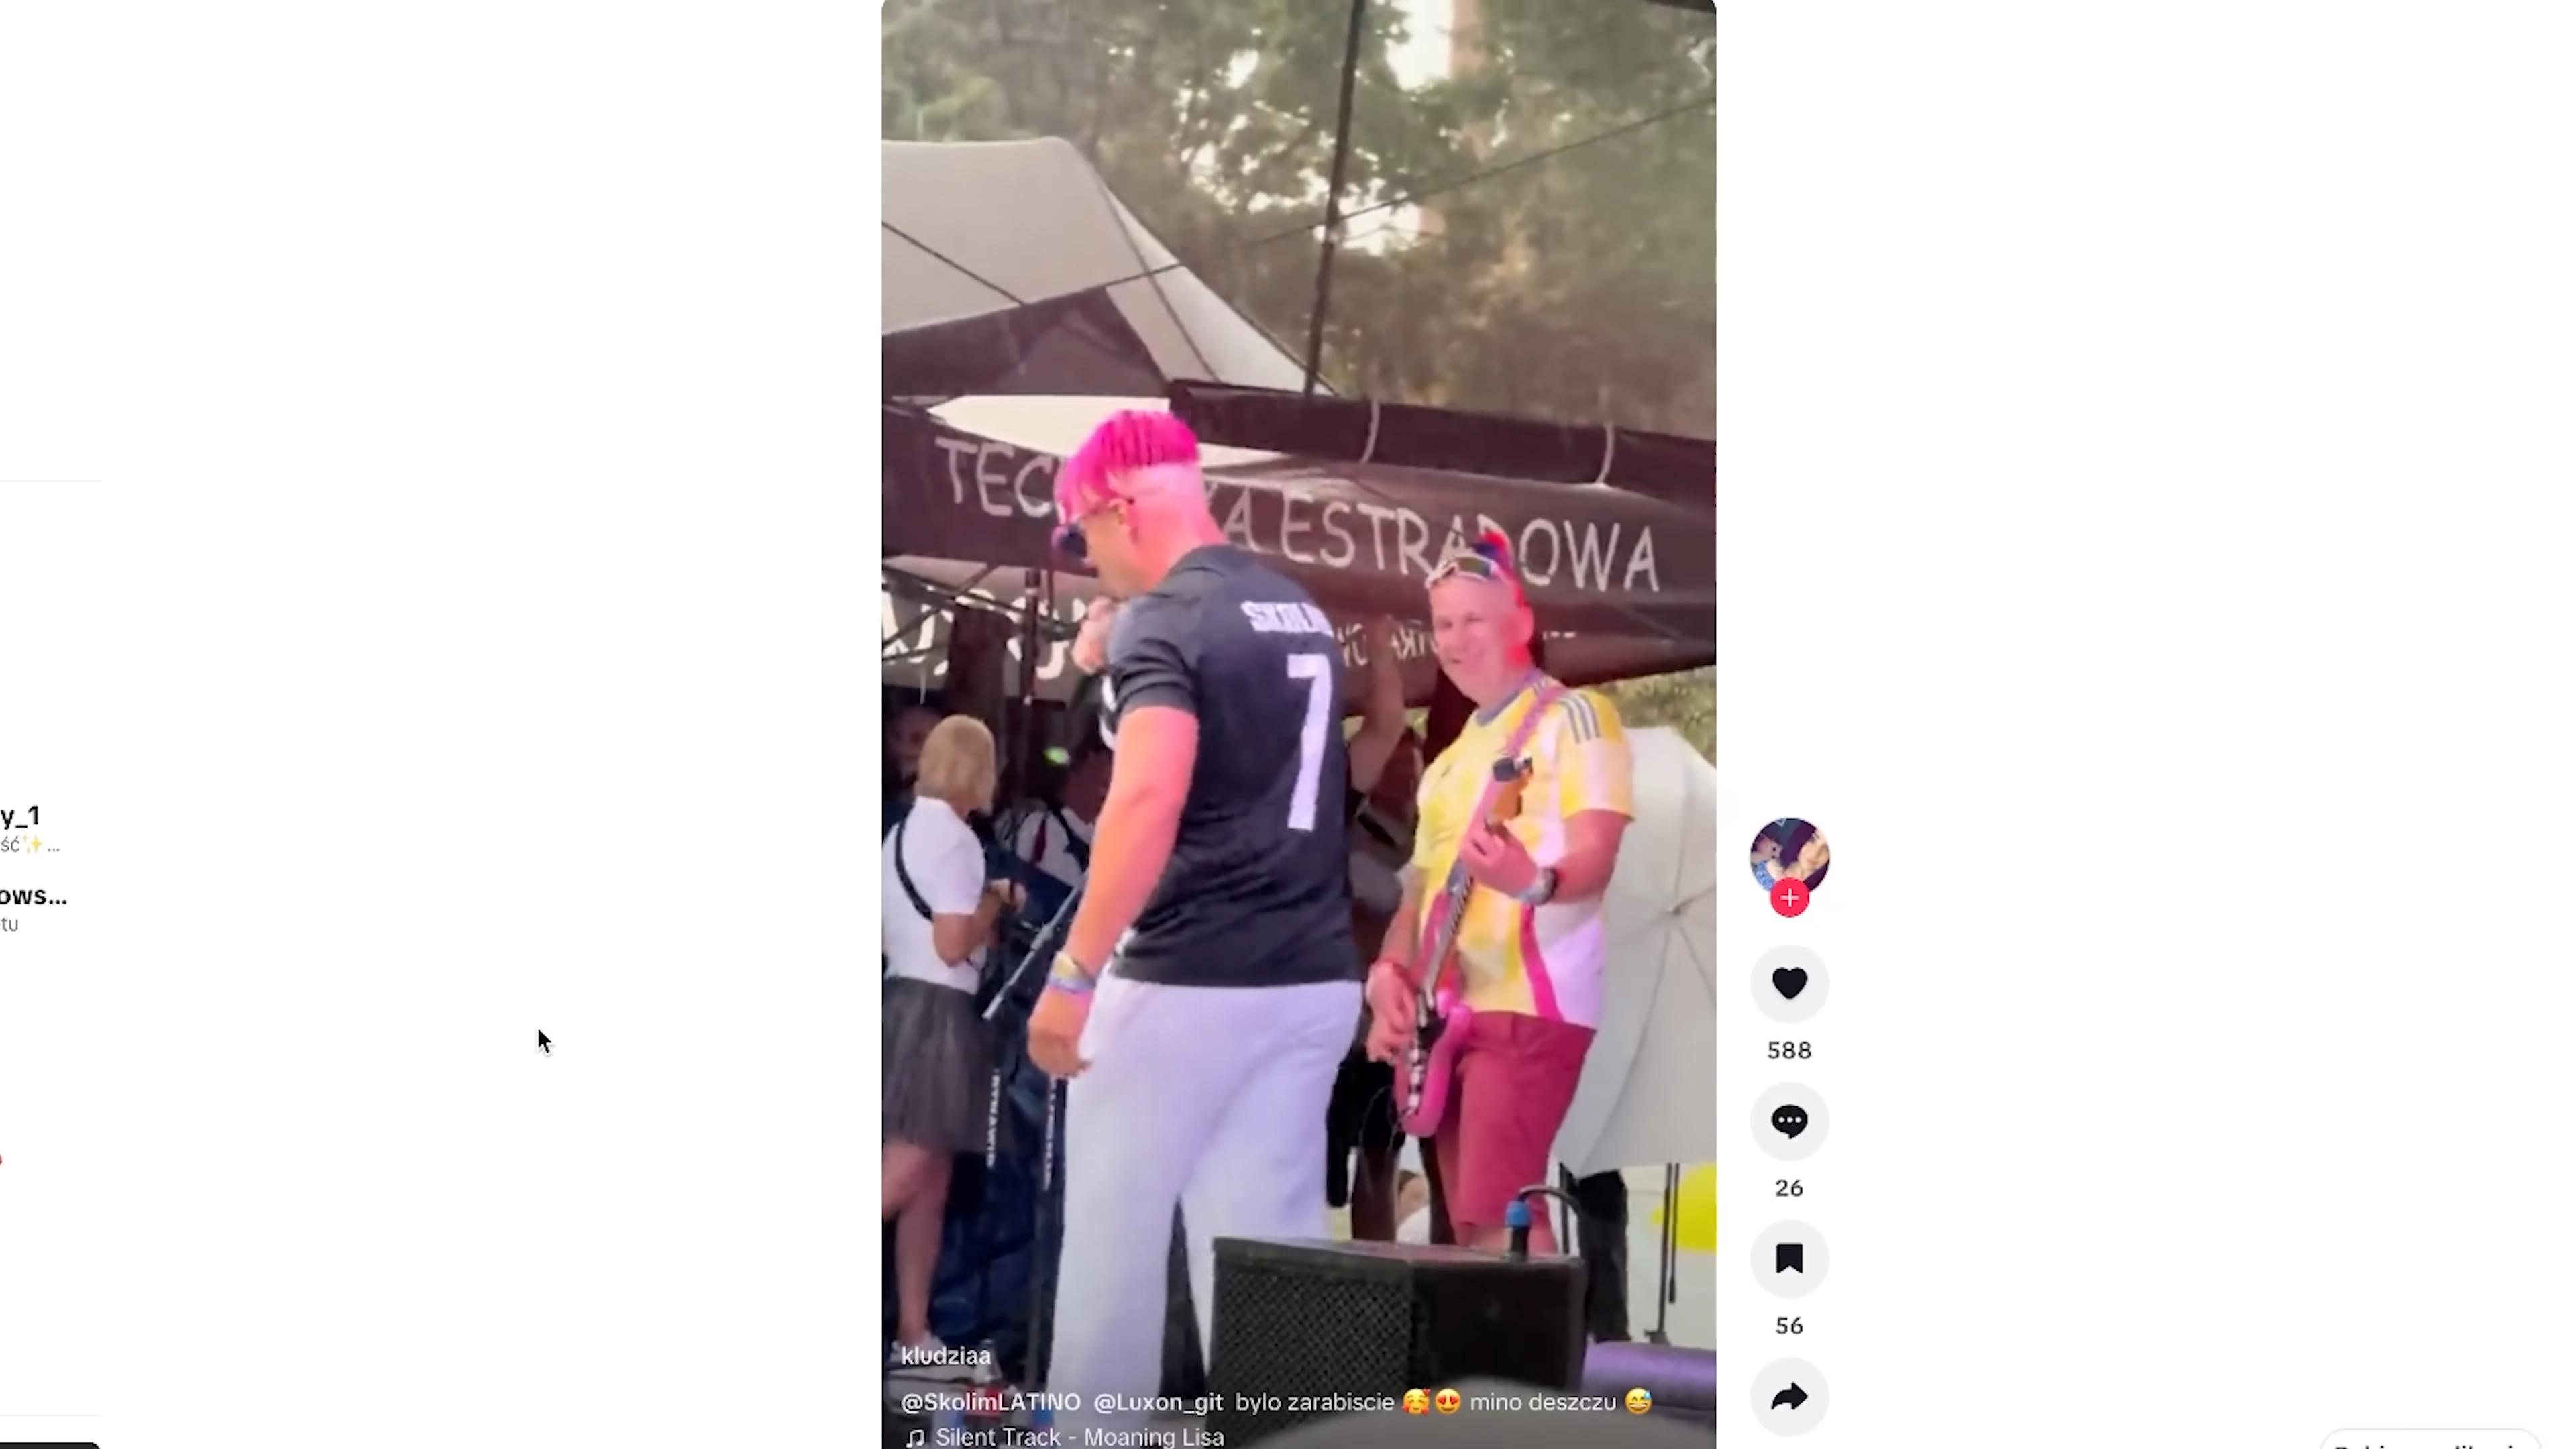 y_1
ść✨...
ows...
tu
ESTRADOWA
7
588
26
56
kludziaa
@SkolimLATINO @Luxon_git bylo zarabiscie 🥰😍 mino deszczu 😅
Silent Track - Moaning Lisa